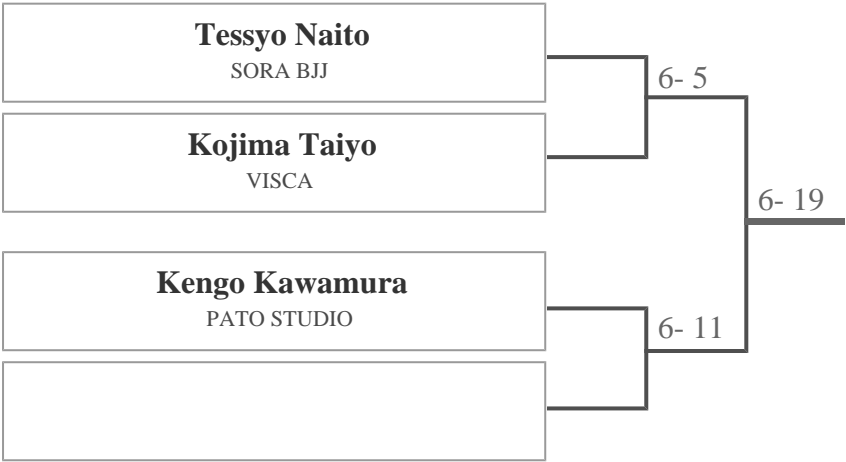 Tessyo Naito
SORA BJJ
6- 5
Kojima Taiyo
VISCA
6- 19
Kengo Kawamura
PATO STUDIO
6- 11